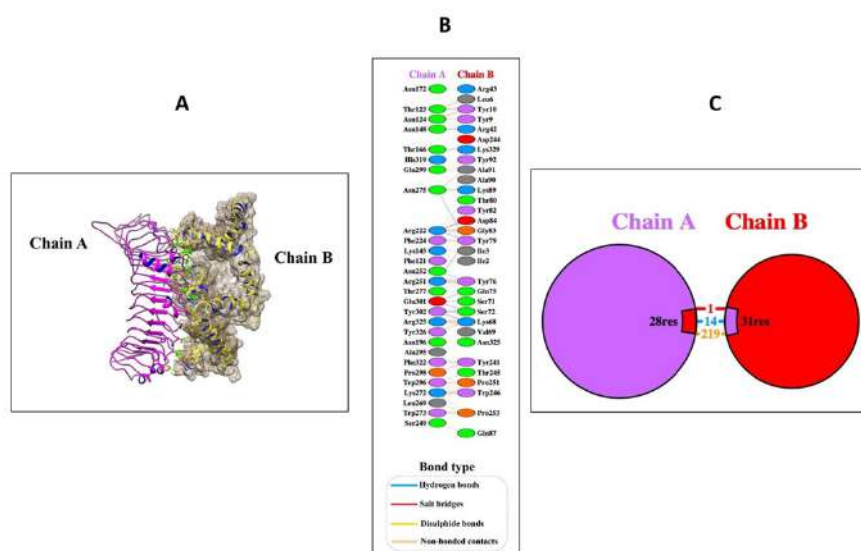 A
Chain A
Chain B
B
Chain A Chain B
Asn172 Arg43
Leu6
Thr123 Tyr10
Asn124 Tyr9
Asn148 Arg42
Asp244
Thr166 Lys329
His319 Tyr92
Gln299 Ala91
Ala90
Asn275 Lys89
Thr80
Tyr82
Asp84
Arg222 Gly83
Phe224 Tyr79
Lys145 Ile3
Phe121 Ile2
Asn252
Arg251 Tyr76
Thr277
Glu301 Ser71
Tyr302 Ser72
Arg325 Lys68
Tyr326 Val69
Asn196 Asn325
Ala295
Phe322 Tyr241
Pro298 Thr245
Trp296 Pro251
Lys272 Trp246
Leu269
Trp273 Pro253
Ser249
Gln87
Bond type
Hydrogen bonds
Salt bridges
Disulphide bonds
Non-bonded contacts
C
Chain A Chain B
1
28res 14 31res
219